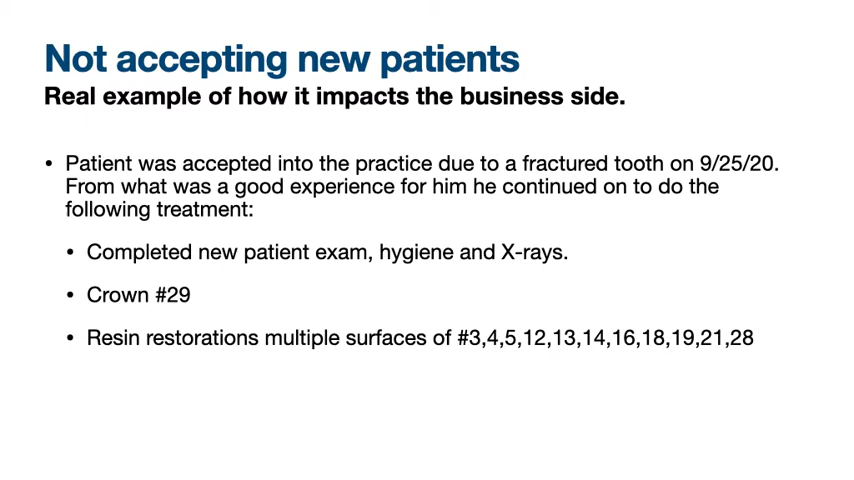 Not accepting new patients
Real example of how it impacts the business side.
• Patient was accepted into the practice due to a fractured tooth on 9/25/20.
From what was a good experience for him he continued on to do the
following treatment:
• Completed new patient exam, hygiene and X-rays.
• Crown #29
• Resin restorations multiple surfaces of #3,4,5,12,13,14,16,18,19,21,28